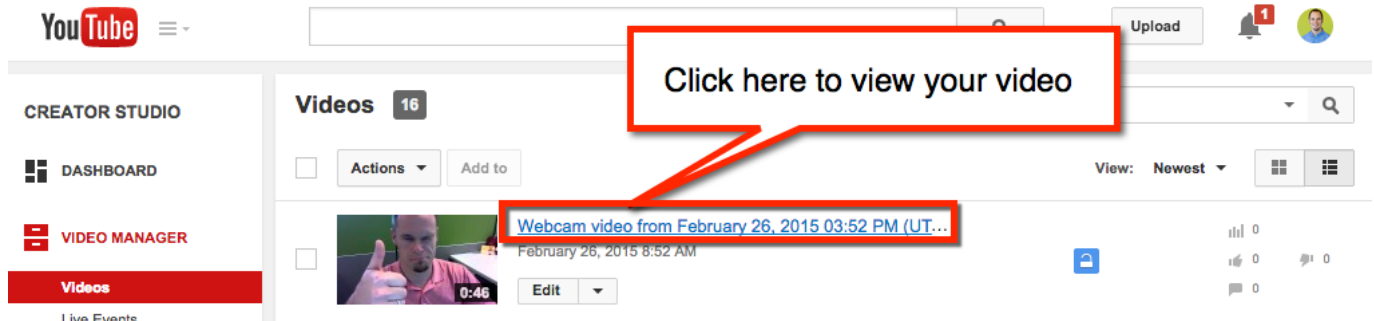 YouTube
Upload
1
Click here to view your video
CREATOR STUDIO
Videos 16
DASHBOARD
Actions
Add to
View: Newest
VIDEO MANAGER
Webcam video from February 26, 2015 03:52 PM (UT...
February 26, 2015 8:52 AM
0
0:46
Edit
0
0
0
Videos
Live Events